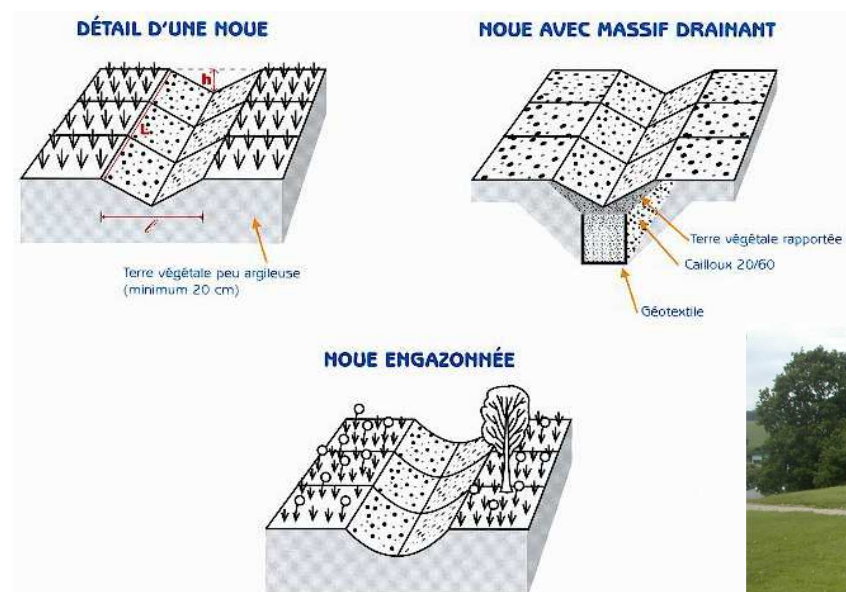 DÉTAIL D'UNE NOUE
NOUE AVEC MASSIF DRAINANT
h
L
l
Terre végétale peu argileuse
(minimum 20 cm)
Terre végétale rapportée
Cailloux 20/60
Géotextile
NOUE ENGAZONNÉE